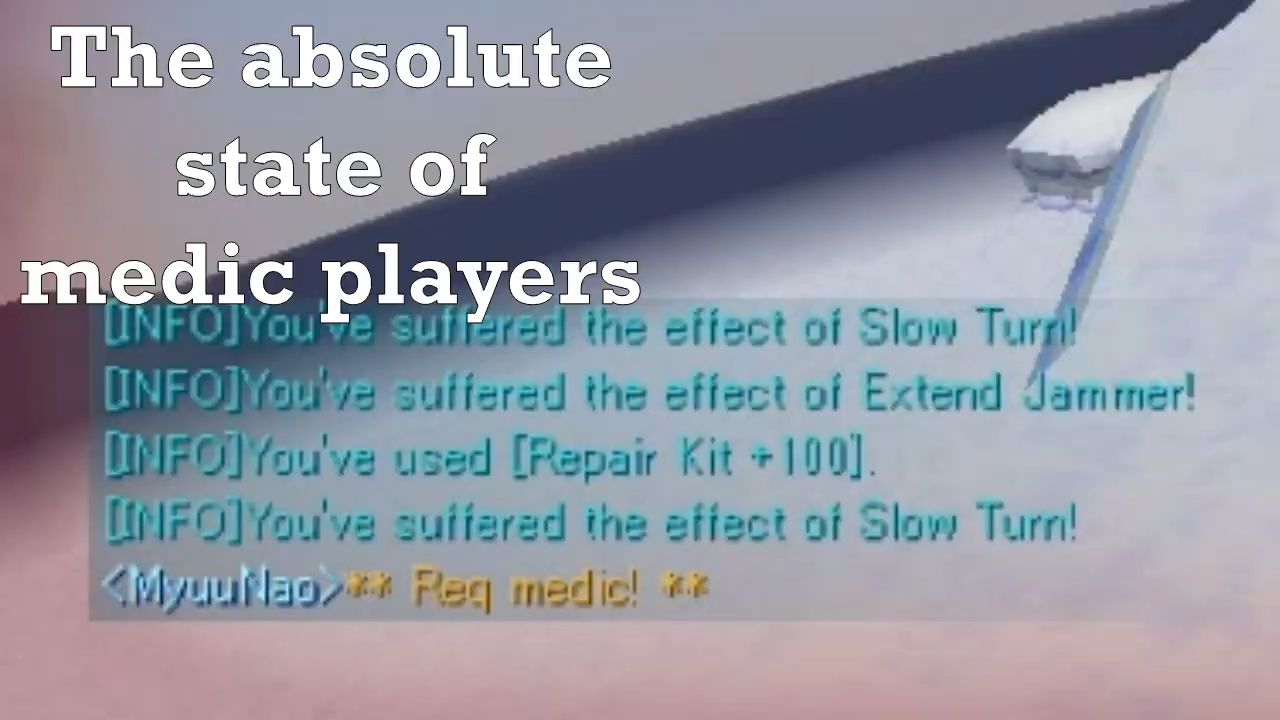 The absolute
state of
medic players
[INFO]You've suffered the effect of Slow Turn!
[INFO]You've suffered the effect of Extend Jammer!
[INFO]You've used [Repair Kit +100].
[INFO]You've suffered the effect of Slow Turn!
<MyuuNao>** Req medic! **